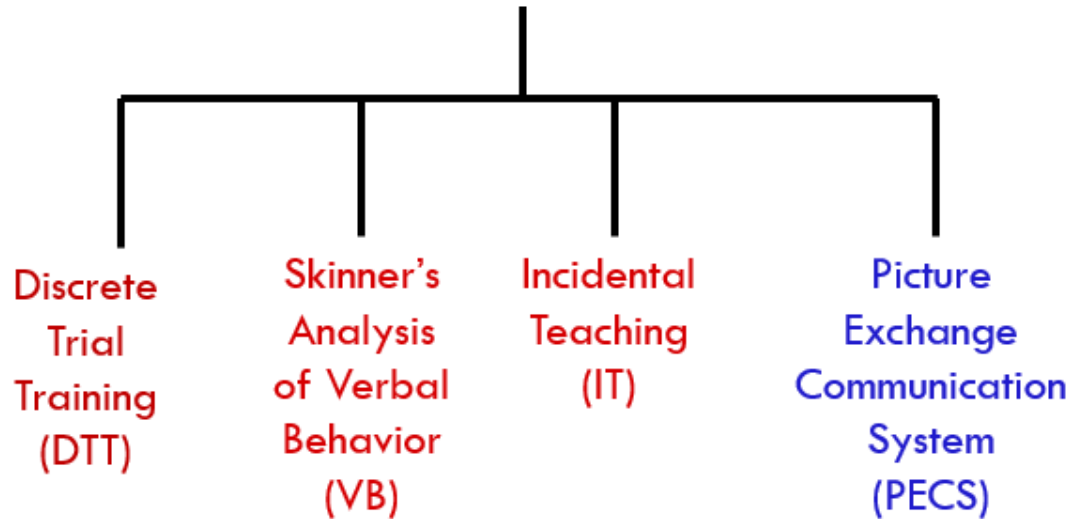 Discrete
Trial
Training
(DTT)
Skinner's
Analysis
of Verbal
Behavior
(VB)
Incidental
Teaching
(IT)
Picture
Exchange
Communication
System
(PECS)